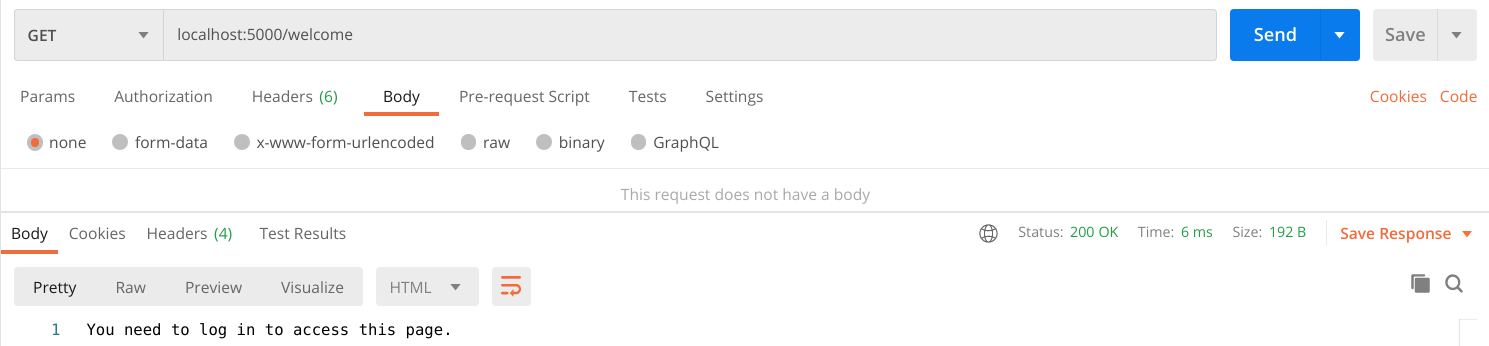 GET localhost:5000/welcome Send Save
Params Authorization Headers (6) Body Pre-request Script Tests Settings Cookies Code
none form-data x-www-form-urlencoded raw binary GraphQL
This request does not have a body
Body Cookies Headers (4) Test Results Status: 200 OK Time: 6 ms Size: 192 B Save Response
Pretty Raw Preview Visualize HTML
1 You need to log in to access this page.